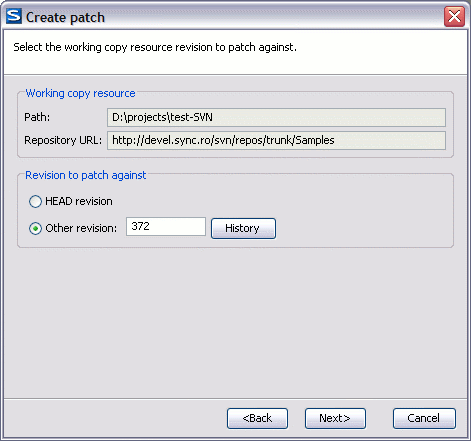 Create patch
Select the working copy resource revision to patch against.
Working copy resource
Path: D:\projects\test-SVN
Repository URL: http://devel.sync.ro/svn/repos/trunk/Samples
Revision to patch against
HEAD revision
Other revision: 372 History
<Back Next> Cancel